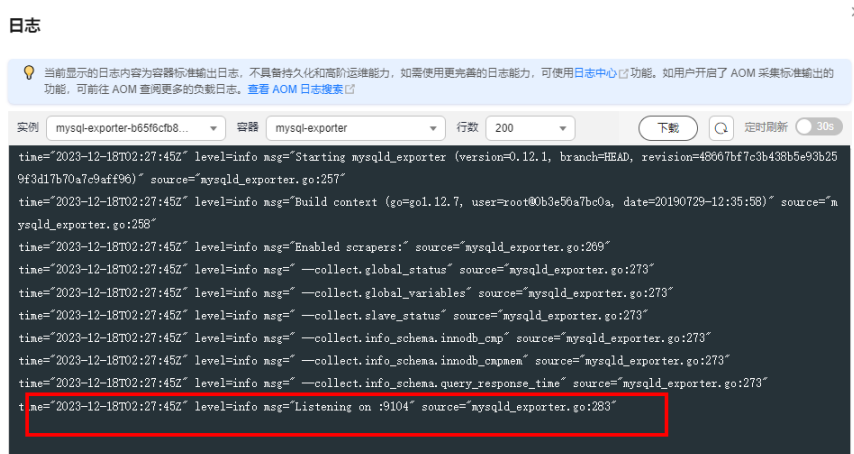 日志
当前显示的日志内容为容器标准输出日志，不具备持久化和高阶运维能力，如需使用更完善的日志能力，可使用日志中心功能。如用户开启了 AOM 采集标准输出的
功能，可前往 AOM 查阅更多的负载日志。查看 AOM 日志搜索
实例 mysql-exporter-b65f6cfb8... 容器 mysql-exporter 行数 200 下载 定时刷新 30s
time="2023-12-18T02:27:45Z" level=info msg="Starting mysqld_exporter (version=0.12.1, branch=HEAD, revision=48667bf7c3b438b5e93b25
9f3d17b70a7c9aff96)" source="mysqld_exporter.go:257"
time="2023-12-18T02:27:45Z" level=info msg="Build context (go=go1.12.7, user=root@0b3e56a7bc0a, date=20190729-12:35:58)" source="m
ysqld_exporter.go:258"
time="2023-12-18T02:27:45Z" level=info msg="Enabled scrapers:" source="mysqld_exporter.go:269"
time="2023-12-18T02:27:45Z" level=info msg=" --collect.global_status" source="mysqld_exporter.go:273"
time="2023-12-18T02:27:45Z" level=info msg=" --collect.global_variables" source="mysqld_exporter.go:273"
time="2023-12-18T02:27:45Z" level=info msg=" --collect.slave_status" source="mysqld_exporter.go:273"
time="2023-12-18T02:27:45Z" level=info msg=" --collect.info_schema.innodb_cmp" source="mysqld_exporter.go:273"
time="2023-12-18T02:27:45Z" level=info msg=" --collect.info_schema.innodb_cmpmem" source="mysqld_exporter.go:273"
time="2023-12-18T02:27:45Z" level=info msg=" --collect.info_schema.query_response_time" source="mysqld_exporter.go:273"
time="2023-12-18T02:27:45Z" level=info msg="Listening on :9104" source="mysqld_exporter.go:283"